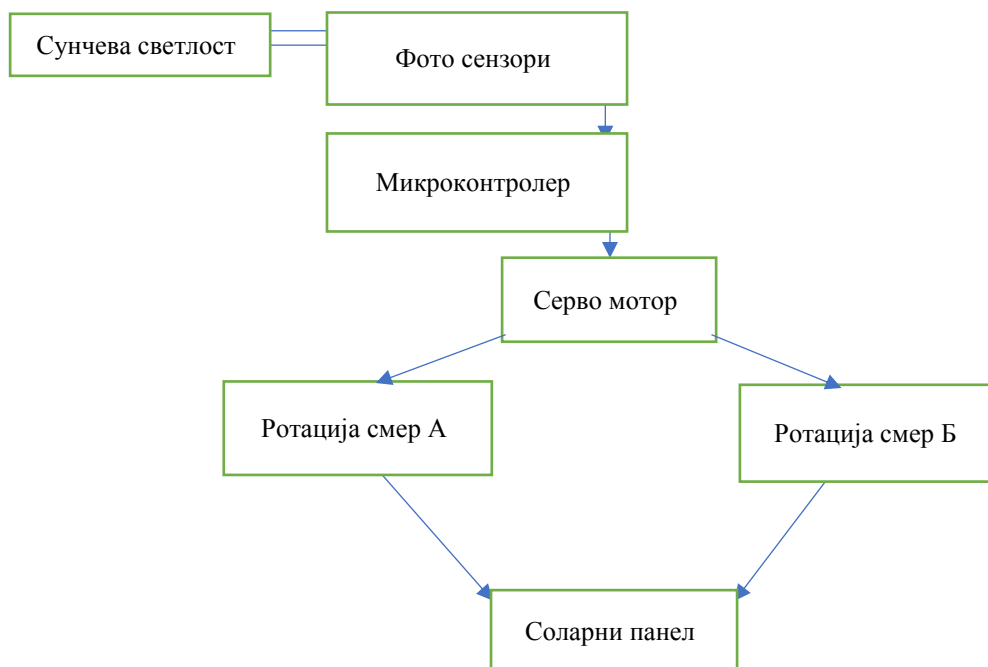 Сунчева светлост
Фото сензори
Микроконтролер
Серво мотор
Ротација смер А
Ротација смер Б
Соларни панел